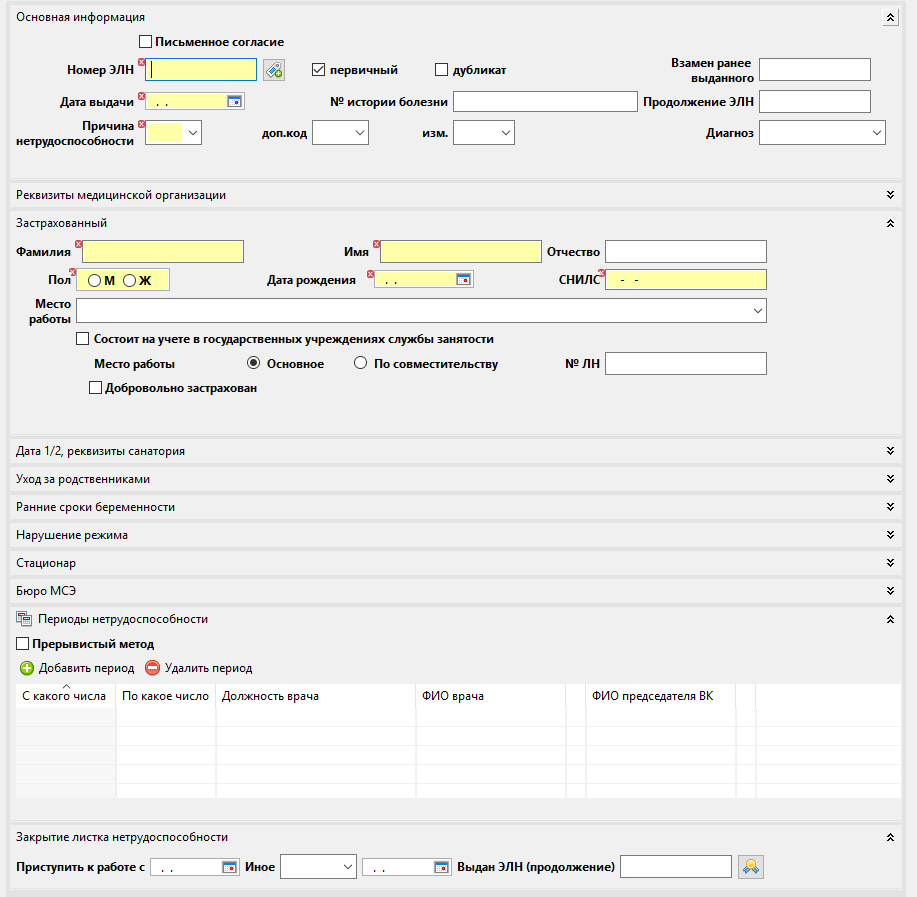 Основная информация
Письменное согласие
Номер ЭЛН первичный дубликат Взамен ранее выданного
Дата выдачи . . № истории болезни Продолжение ЭЛН
Причина нетрудоспособности доп.код изм. Диагноз
Реквизиты медицинской организации
Застрахованный
Фамилия Имя Отчество
Пол М Ж Дата рождения . . СНИЛС - -
Место работы
Состоит на учете в государственных учреждениях службы занятости
Место работы Основное По совместительству № ЛН
Добровольно застрахован
Дата 1/2, реквизиты санатория
Уход за родственниками
Ранние сроки беременности
Нарушение режима
Стационар
Бюро МСЭ
Периоды нетрудоспособности
Прерывистый метод
Добавить период Удалить период
С какого числа По какое число Должность врача ФИО врача ФИО председателя ВК
Закрытие листка нетрудоспособности
Приступить к работе с . . Иное . . Выдан ЭЛН (продолжение)